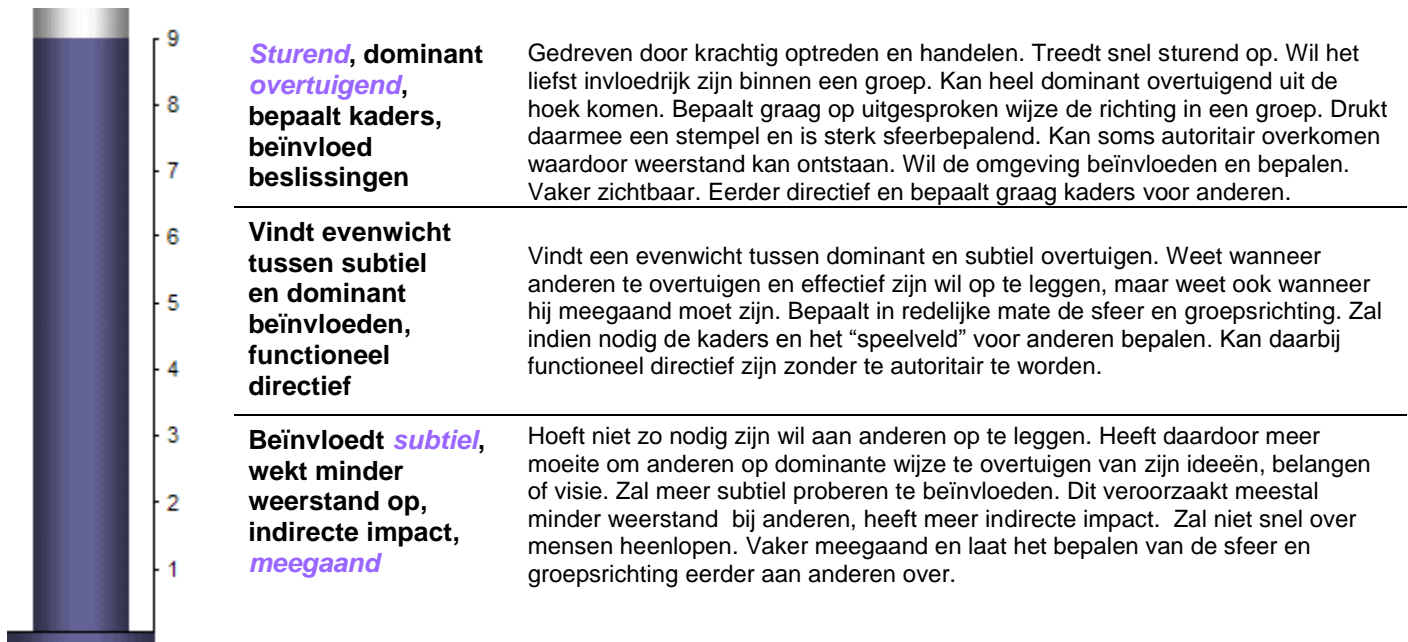 9
8
7
6
5
4
3
2
1
Sturend, dominant
overtuigend,
bepaalt kaders,
beïnvloed
beslissingen
Gedreven door krachtig optreden en handelen. Treedt snel sturend op. Wil het
liefst invloedrijk zijn binnen een groep. Kan heel dominant overtuigend uit de
hoek komen. Bepaalt graag op uitgesproken wijze de richting in een groep. Drukt
daarmee een stempel en is sterk sfeerbepalend. Kan soms autoritair overkomen
waardoor weerstand kan ontstaan. Wil de omgeving beïnvloeden en bepalen.
Vaker zichtbaar. Eerder directief en bepaalt graag kaders voor anderen.
Vindt evenwicht
tussen subtiel
en dominant
beïnvloeden,
functioneel
directief
Vindt een evenwicht tussen dominant en subtiel overtuigen. Weet wanneer
anderen te overtuigen en effectief zijn wil op te leggen, maar weet ook wanneer
hij meegaand moet zijn. Bepaalt in redelijke mate de sfeer en groepsrichting. Zal
indien nodig de kaders en het “speelveld” voor anderen bepalen. Kan daarbij
functioneel directief zijn zonder te autoritair te worden.
Beïnvloedt subtiel,
wekt minder
weerstand op,
indirecte impact,
meegaand
Hoeft niet zo nodig zijn wil aan anderen op te leggen. Heeft daardoor meer
moeite om anderen op dominante wijze te overtuigen van zijn ideeën, belangen
of visie. Zal meer subtiel proberen te beïnvloeden. Dit veroorzaakt meestal
minder weerstand bij anderen, heeft meer indirecte impact. Zal niet snel over
mensen heenlopen. Vaker meegaand en laat het bepalen van de sfeer en
groepsrichting eerder aan anderen over.